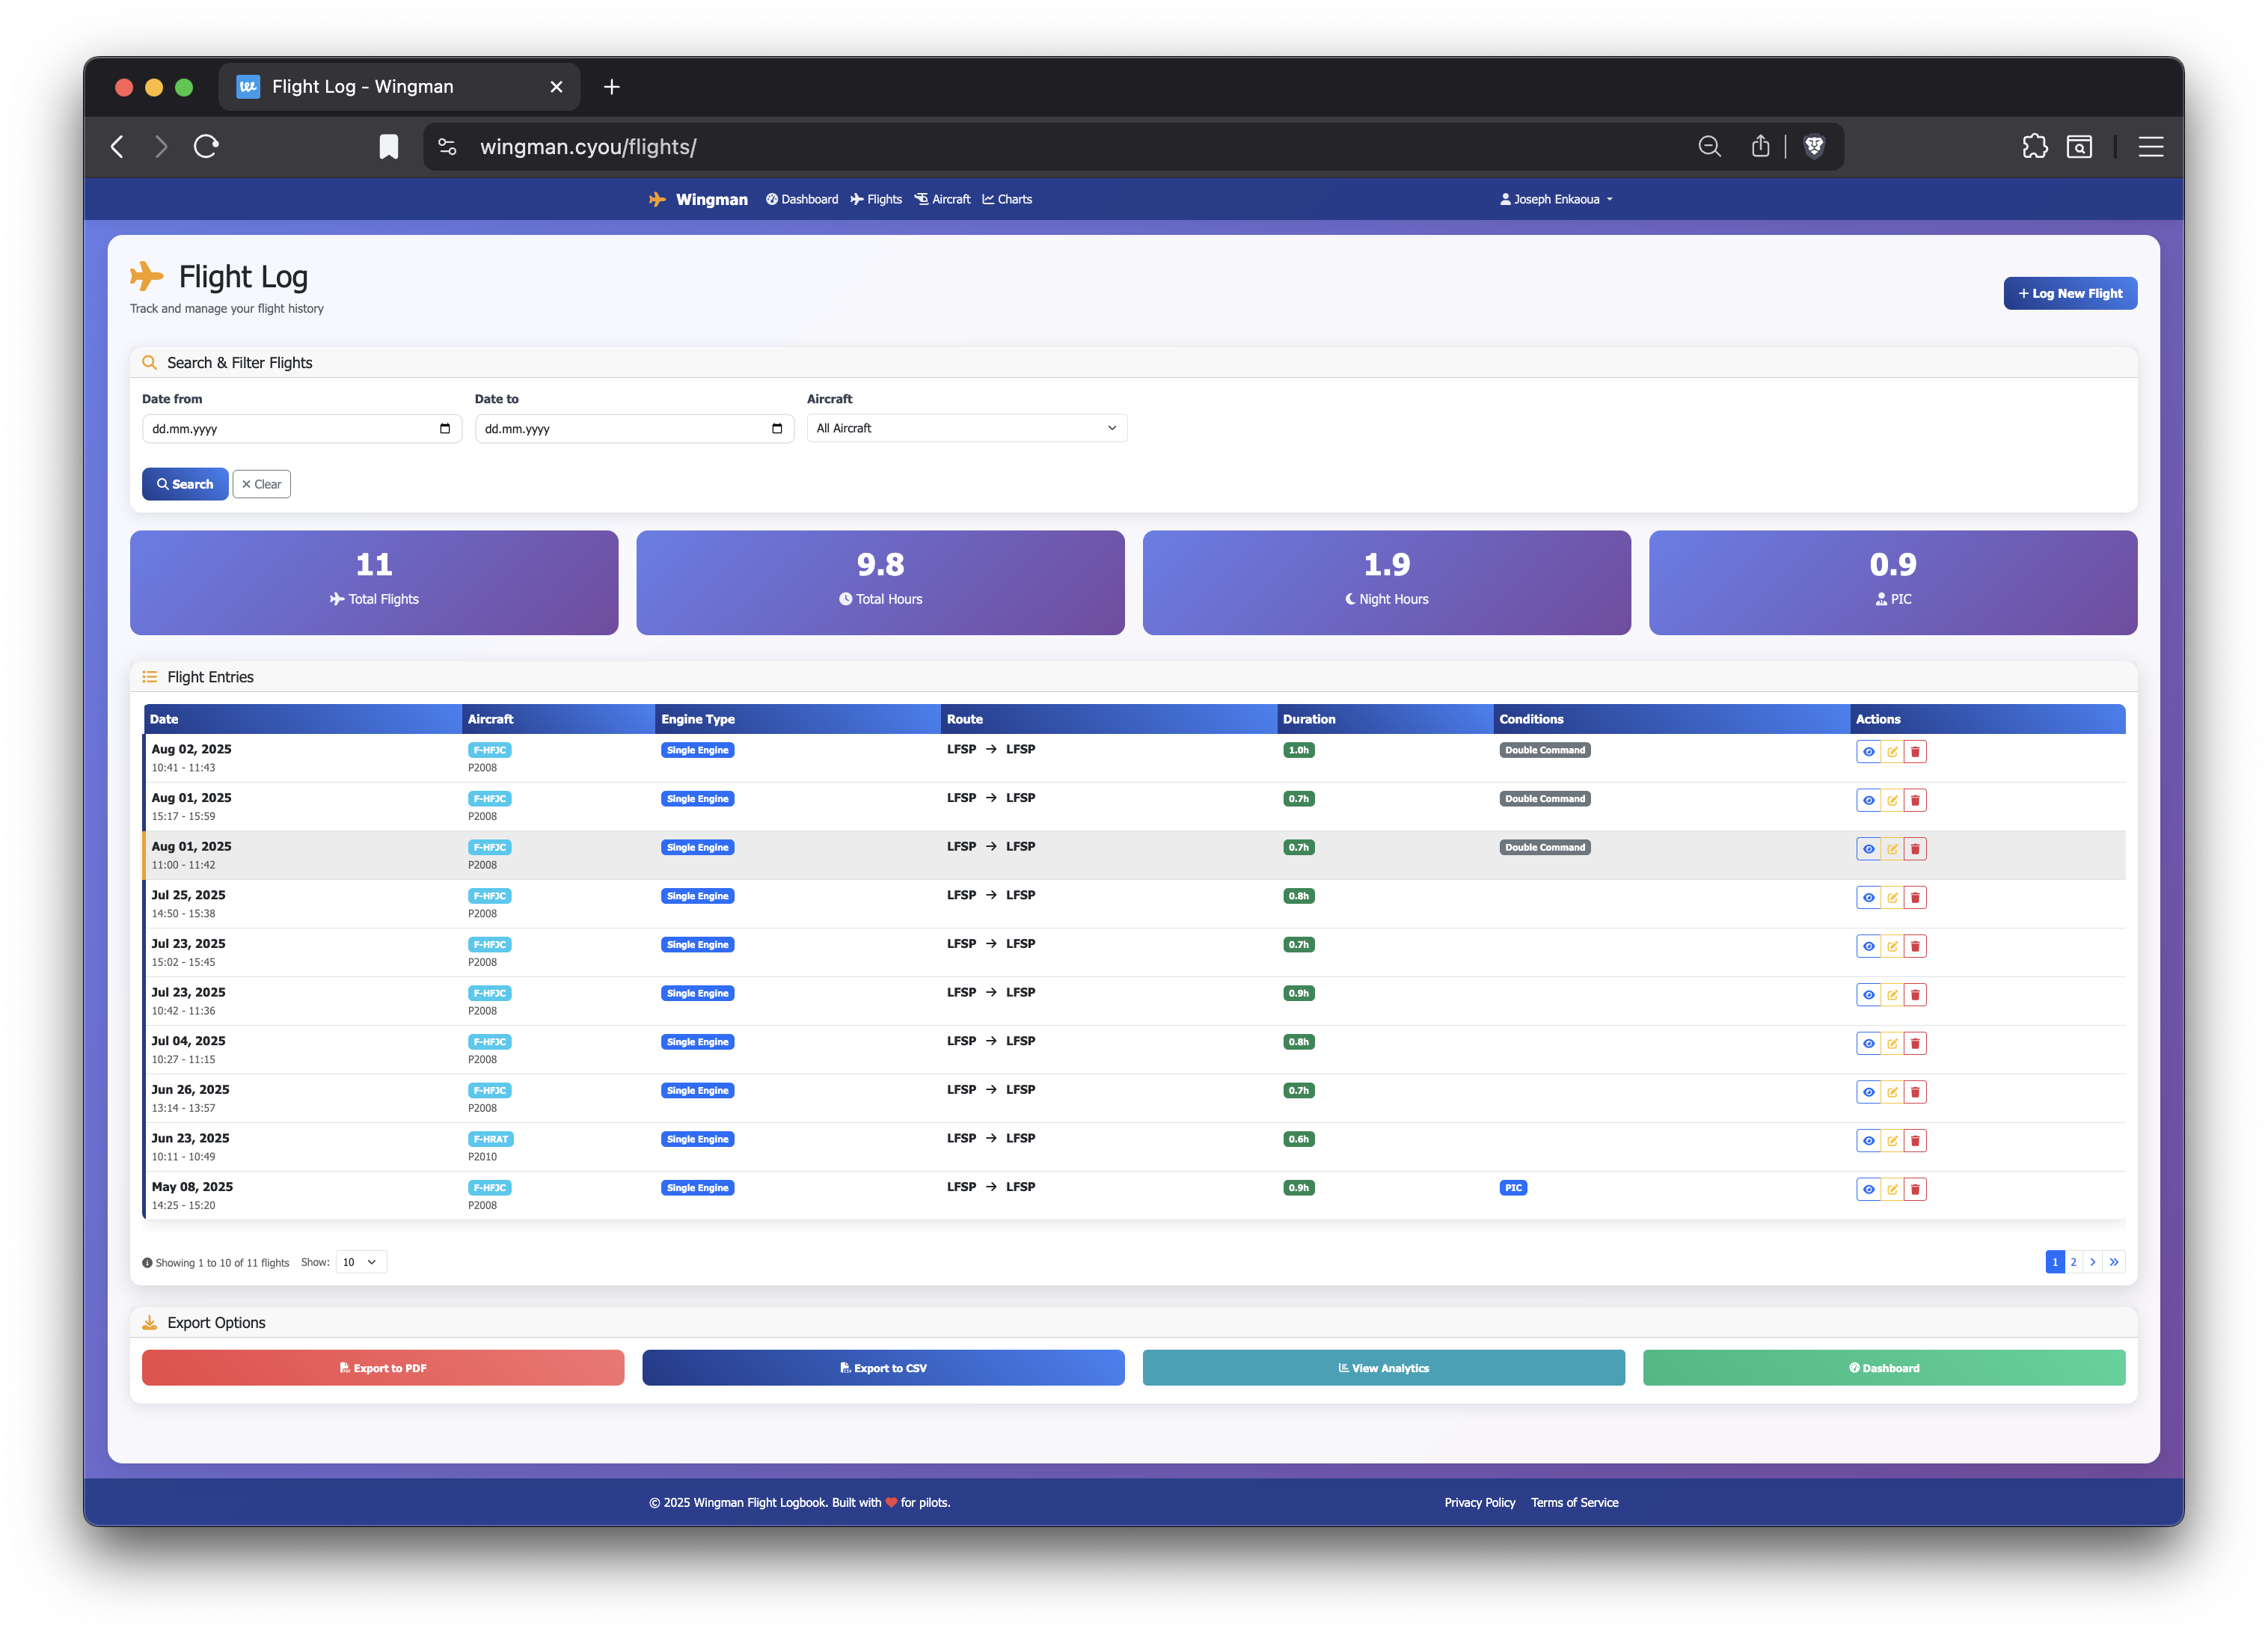 Flight Log - Wingman
wingman.cyou/flights/
Wingman Dashboard Flights Aircraft Charts Joseph Enkaoua
Flight Log
Track and manage your flight history
+ Log New Flight
Search & Filter Flights
Date from Date to Aircraft
dd.mm.yyyy dd.mm.yyyy All Aircraft
Search Clear
11 9.8 1.9 0.9
Total Flights Total Hours Night Hours PIC
Flight Entries
Date Aircraft Engine Type Route Duration Conditions Actions
Aug 02, 2025 F-HFJC Single Engine LFSP → LFSP 1.0h Double Command
10:41 - 11:43 P2008
Aug 01, 2025 F-HFJC Single Engine LFSP → LFSP 0.7h Double Command
15:17 - 15:59 P2008
Aug 01, 2025 F-HFJC Single Engine LFSP → LFSP 0.7h Double Command
11:00 - 11:42 P2008
Jul 25, 2025 F-HFJC Single Engine LFSP → LFSP 0.8h
14:50 - 15:38 P2008
Jul 23, 2025 F-HFJC Single Engine LFSP → LFSP 0.7h
15:02 - 15:45 P2008
Jul 23, 2025 F-HFJC Single Engine LFSP → LFSP 0.9h
10:42 - 11:36 P2008
Jul 04, 2025 F-HFJC Single Engine LFSP → LFSP 0.8h
10:27 - 11:15 P2008
Jun 26, 2025 F-HFJC Single Engine LFSP → LFSP 0.7h
13:14 - 13:57 P2008
Jun 23, 2025 F-HRAT Single Engine LFSP → LFSP 0.6h
10:11 - 10:49 P2010
May 08, 2025 F-HFJC Single Engine LFSP → LFSP 0.9h PIC
14:25 - 15:20 P2008
Showing 1 to 10 of 11 flights Show: 10 1 2 > »
Export Options
Export to PDF Export to CSV View Analytics Dashboard
© 2025 Wingman Flight Logbook. Built with ❤ for pilots. Privacy Policy Terms of Service